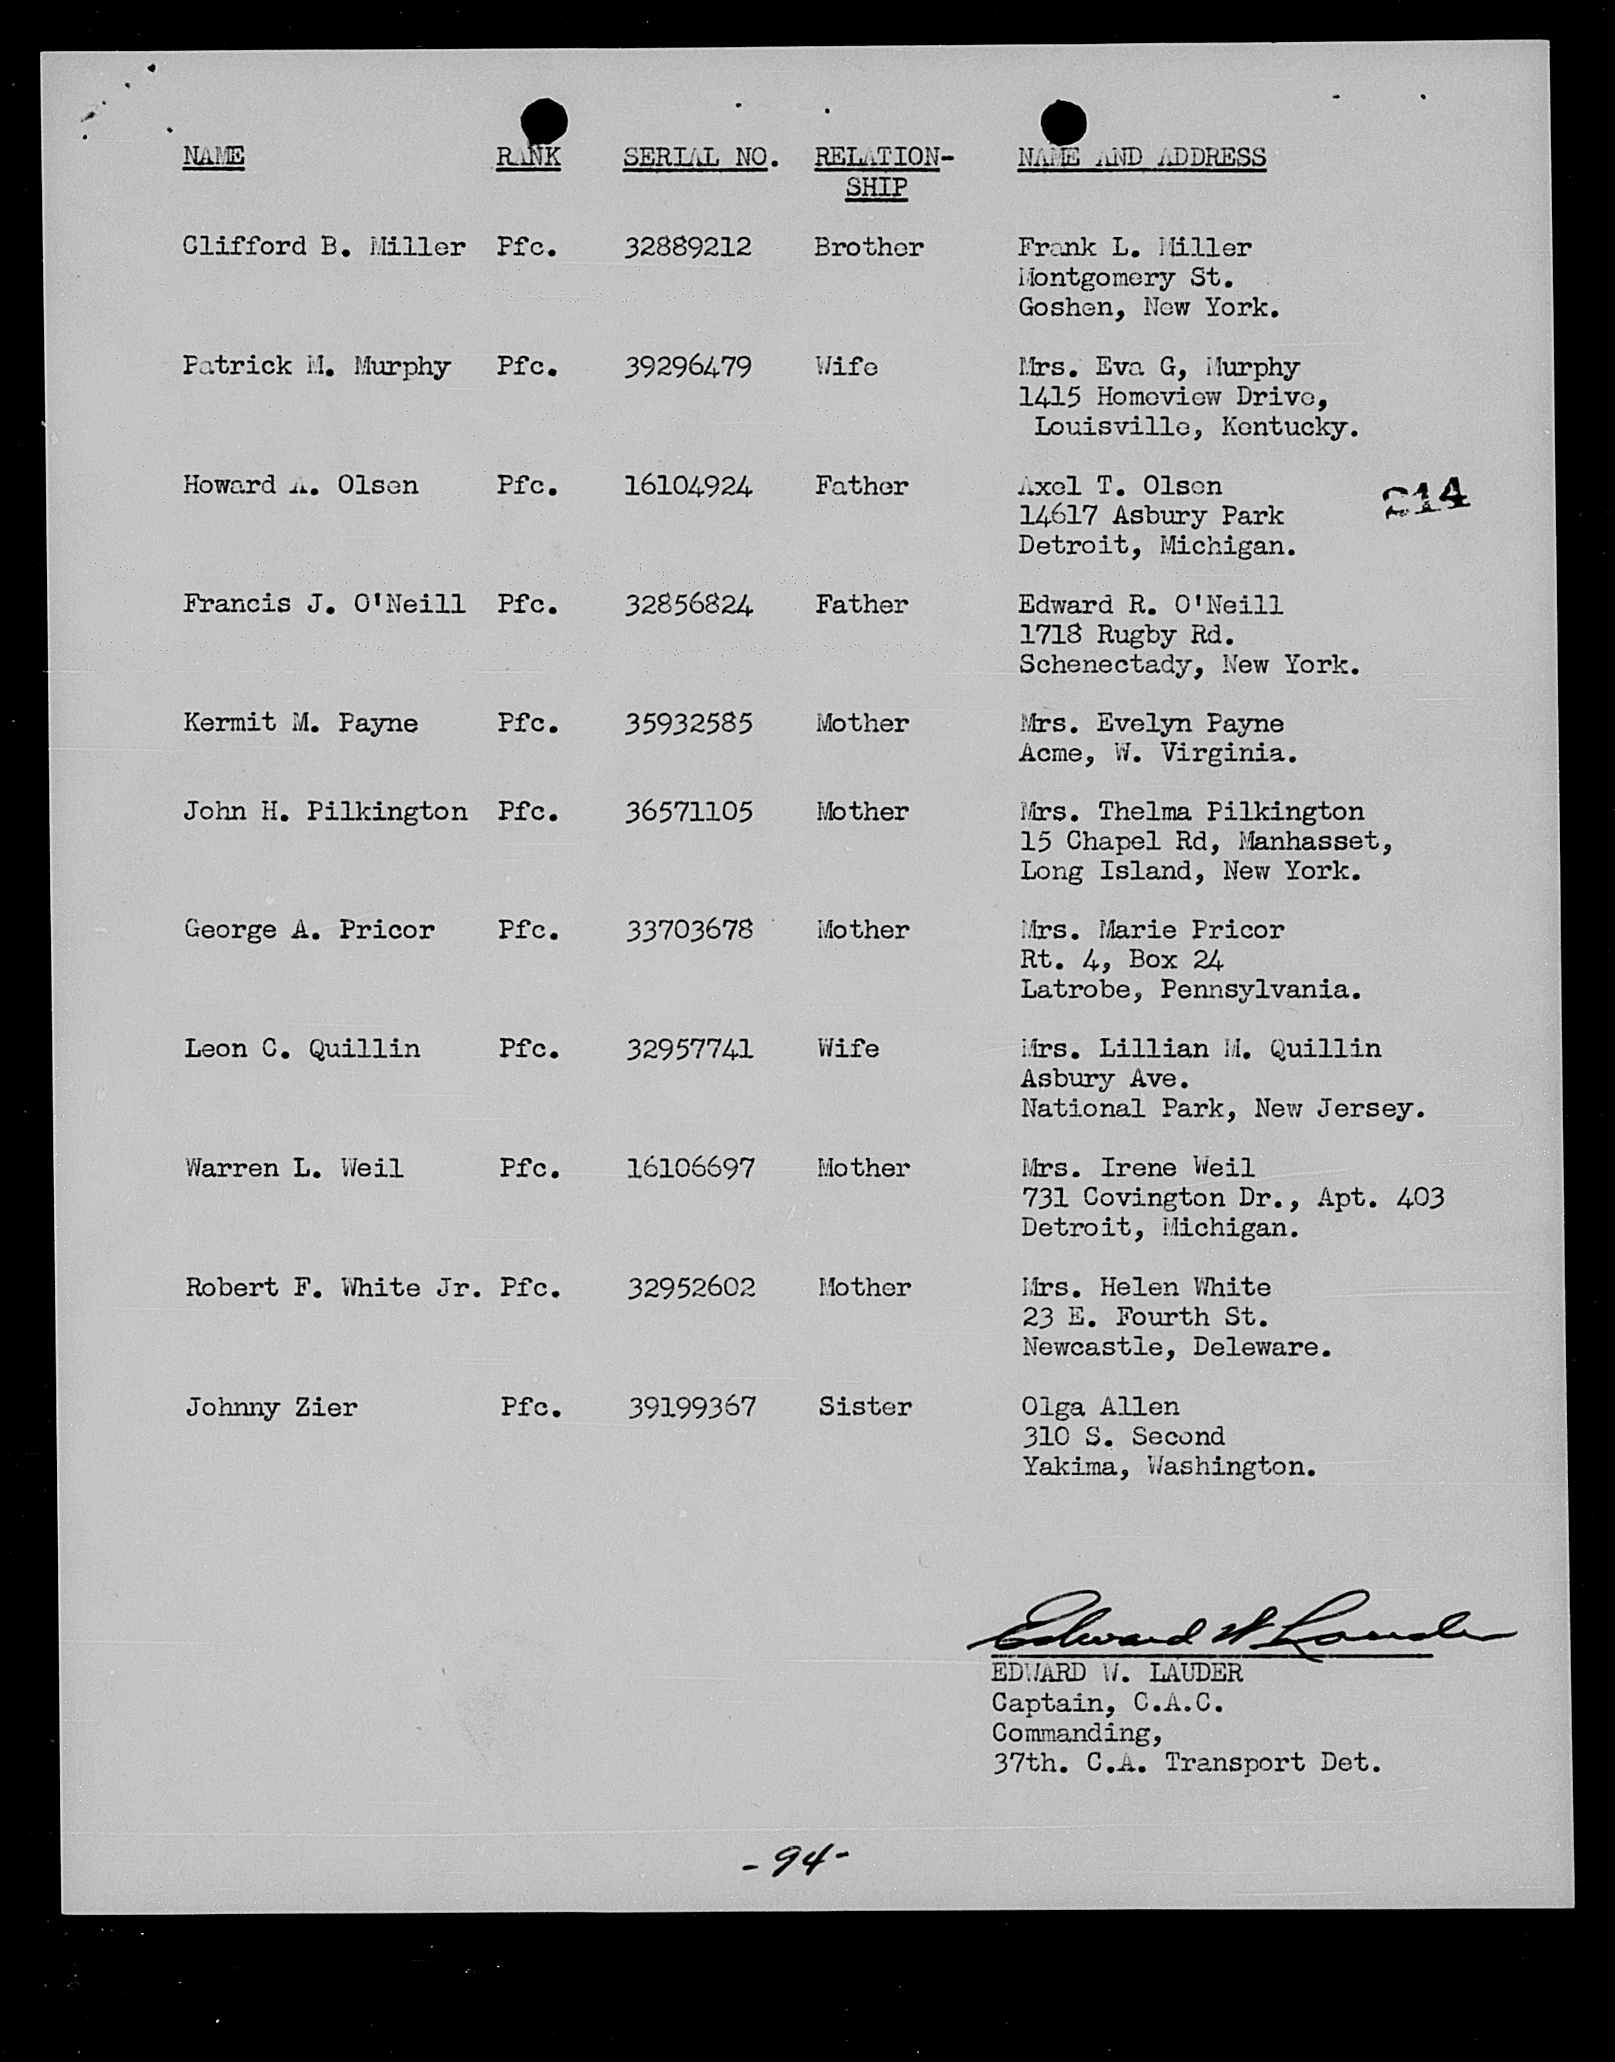 NAME RANK SERIAL NO. RELATION- NAME AND ADDRESS
SHIP
Clifford B. Miller Pfc. 32889212 Brother Frank L. Miller
Montgomery St.
Goshen, New York.
Patrick M. Murphy Pfc. 39296479 Wife Mrs. Eva G, Murphy
1415 Homeview Drive,
Louisville, Kentucky.
Howard A. Olsen Pfc. 16104924 Father Axel T. Olsen
214
14617 Asbury Park
Detroit, Michigan.
Francis J. O'Neill Pfc. 32856824 Father Edward R. O'Neill
1718 Rugby Rd.
Schenectady, New York.
Kermit M. Payne Pfc. 35932585 Mother Mrs. Evelyn Payne
Acme, W. Virginia.
John H. Pilkington Pfc. 36571105 Mother Mrs. Thelma Pilkington
15 Chapel Rd, Manhasset,
Long Island, New York.
George A. Pricor Pfc. 33703678 Mother Mrs. Marie Pricor
Rt. 4, Box 24
Latrobe, Pennsylvania.
Leon C. Quillin Pfc. 32957741 Wife Mrs. Lillian M. Quillin
Asbury Ave.
National Park, New Jersey.
Warren L. Weil Pfc. 16106697 Mother Mrs. Irene Weil
731 Covington Dr., Apt. 403
Detroit, Michigan.
Robert F. White Jr. Pfc. 32952602 Mother Mrs. Helen White
23 E. Fourth St.
Newcastle, Deleware.
Johnny Zier Pfc. 39199367 Sister Olga Allen
310 S. Second
Yakima, Washington.
Edward W Lauder
EDWARD W. LAUDER
Captain, C.A.C.
Commanding,
37th. C.A. Transport Det.
-94-